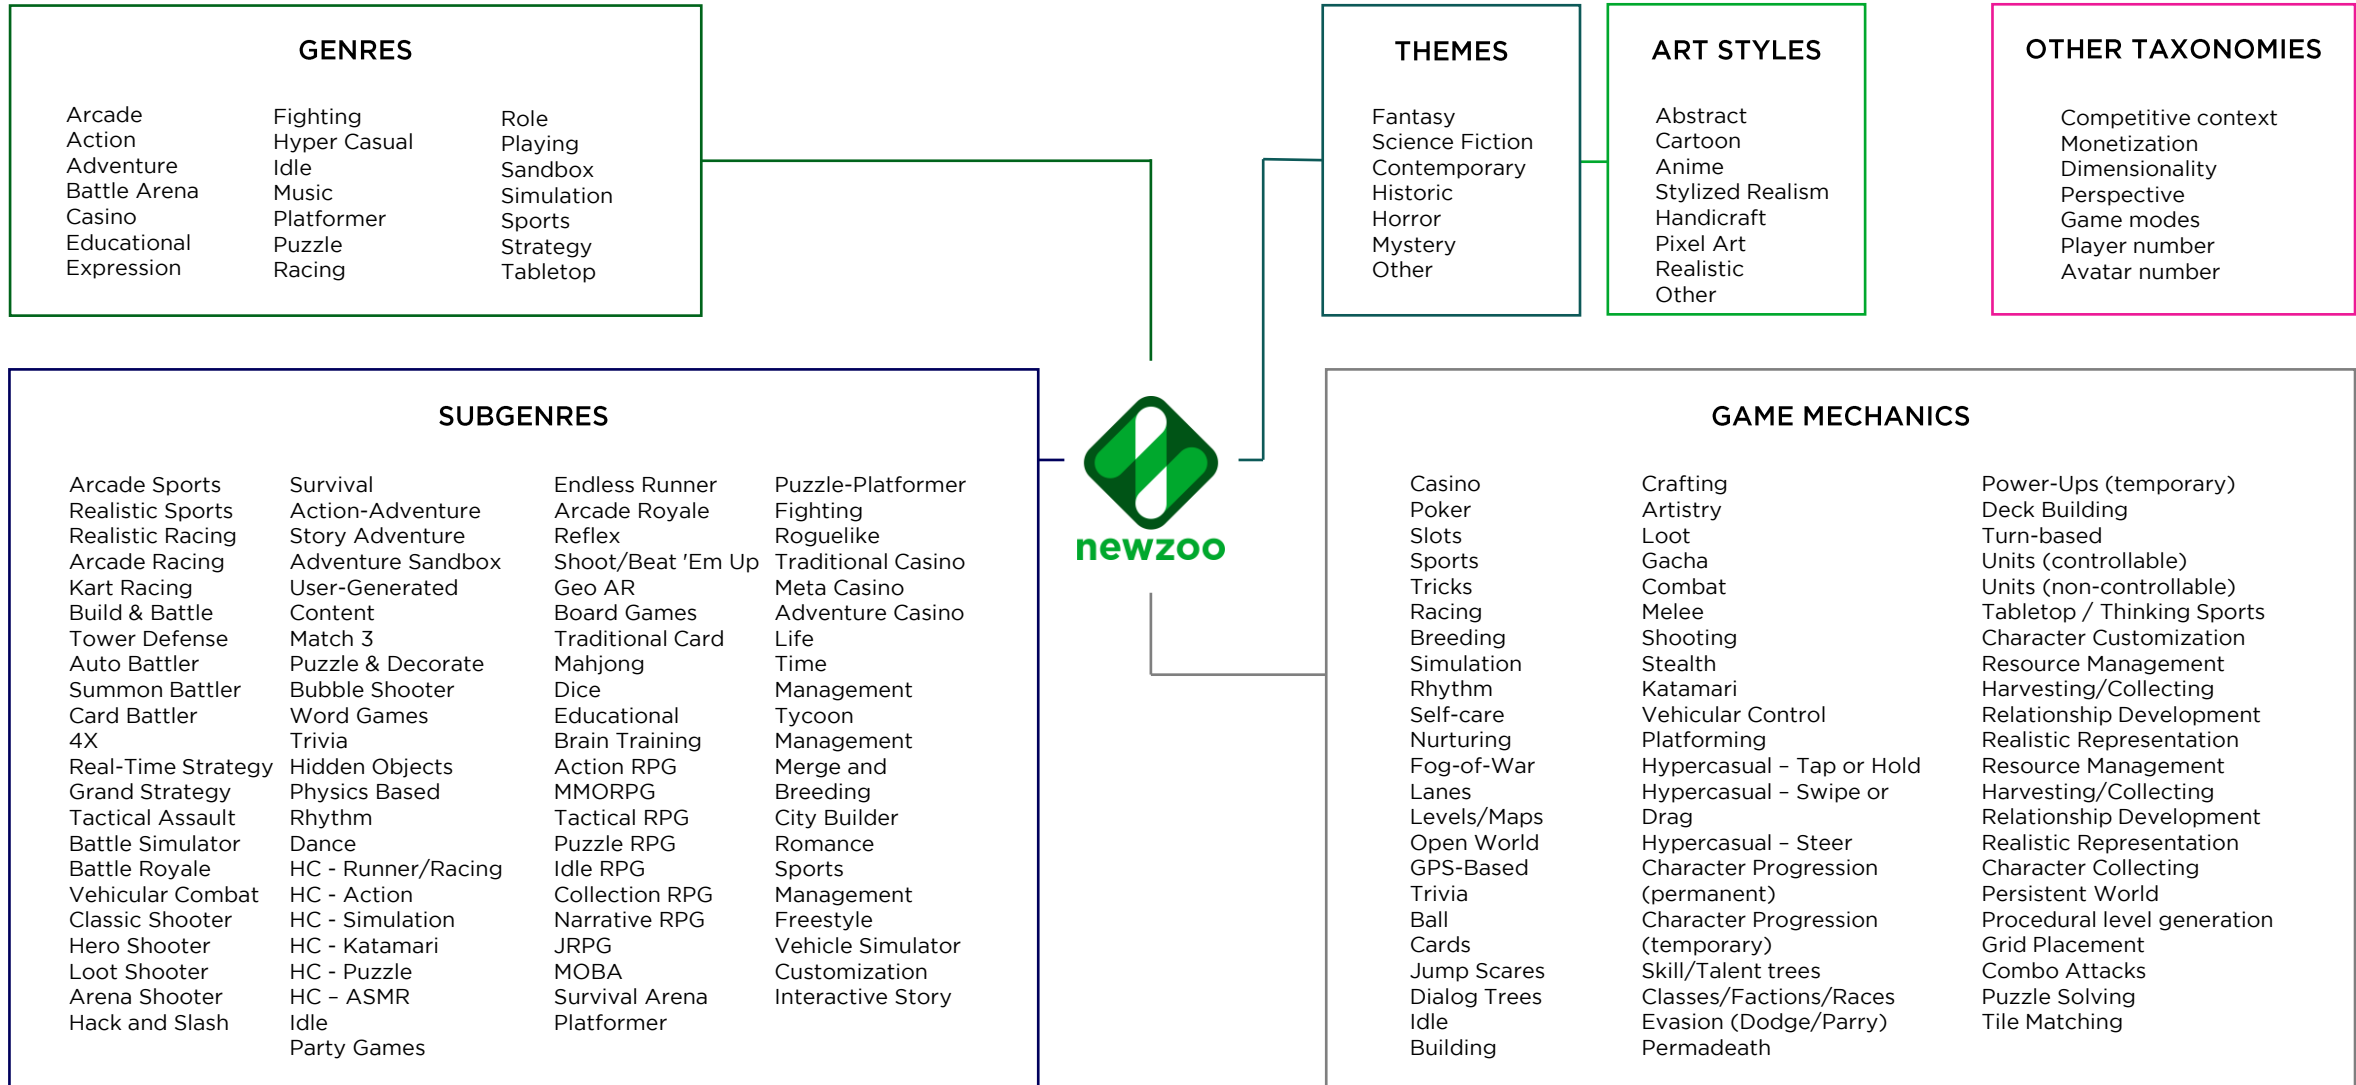 GENRES
Arcade
Action
Adventure
Battle Arena
Casino
Educational
Expression
Fighting
Hyper Casual
Idle
Music
Platformer
Puzzle
Racing
Role
Playing
Sandbox
Simulation
Sports
Strategy
Tabletop
THEMES
Fantasy
Science Fiction
Contemporary
Historic
Horror
Mystery
Other
ART STYLES
Abstract
Cartoon
Anime
Stylized Realism
Handicraft
Pixel Art
Realistic
Other
OTHER TAXONOMIES
Competitive context
Monetization
Dimensionality
Perspective
Game modes
Player number
Avatar number
SUBGENRES
Arcade Sports
Realistic Sports
Realistic Racing
Arcade Racing
Kart Racing
Build & Battle
Tower Defense
Auto Battler
Summon Battler
Card Battler
4X
Real-Time Strategy
Grand Strategy
Tactical Assault
Battle Simulator
Battle Royale
Vehicular Combat
Classic Shooter
Hero Shooter
Loot Shooter
Arena Shooter
Hack and Slash
Survival
Action-Adventure
Story Adventure
Adventure Sandbox
User-Generated
Content
Match 3
Puzzle & Decorate
Bubble Shooter
Word Games
Trivia
Hidden Objects
Physics Based
Rhythm
Dance
HC - Runner/Racing
HC - Action
HC - Simulation
HC - Katamari
HC - Puzzle
HC – ASMR
Idle
Party Games
Endless Runner
Arcade Royale
Reflex
Shoot/Beat 'Em Up
Geo AR
Board Games
Traditional Card
Mahjong
Dice
Educational
Brain Training
Action RPG
MMORPG
Tactical RPG
Puzzle RPG
Idle RPG
Collection RPG
Narrative RPG
JRPG
MOBA
Survival Arena
Platformer
Puzzle-Platformer
Fighting
Roguelike
Traditional Casino
Meta Casino
Adventure Casino
Life
Time
Management
Tycoon
Management
Merge and
Breeding
City Builder
Romance
Sports
Management
Freestyle
Vehicle Simulator
Customization
Interactive Story
newzoo
GAME MECHANICS
Casino
Poker
Slots
Sports
Tricks
Racing
Breeding
Simulation
Rhythm
Self-care
Nurturing
Fog-of-War
Lanes
Levels/Maps
Open World
GPS-Based
Trivia
Ball
Cards
Jump Scares
Dialog Trees
Idle
Building
Crafting
Artistry
Loot
Gacha
Combat
Melee
Shooting
Stealth
Katamari
Vehicular Control
Platforming
Hypercasual – Tap or Hold
Hypercasual – Swipe or
Drag
Hypercasual – Steer
Character Progression
(permanent)
Character Progression
(temporary)
Skill/Talent trees
Classes/Factions/Races
Evasion (Dodge/Parry)
Permadeath
Power-Ups (temporary)
Deck Building
Turn-based
Units (controllable)
Units (non-controllable)
Tabletop / Thinking Sports
Character Customization
Resource Management
Harvesting/Collecting
Relationship Development
Realistic Representation
Resource Management
Harvesting/Collecting
Relationship Development
Realistic Representation
Character Collecting
Persistent World
Procedural level generation
Grid Placement
Combo Attacks
Puzzle Solving
Tile Matching